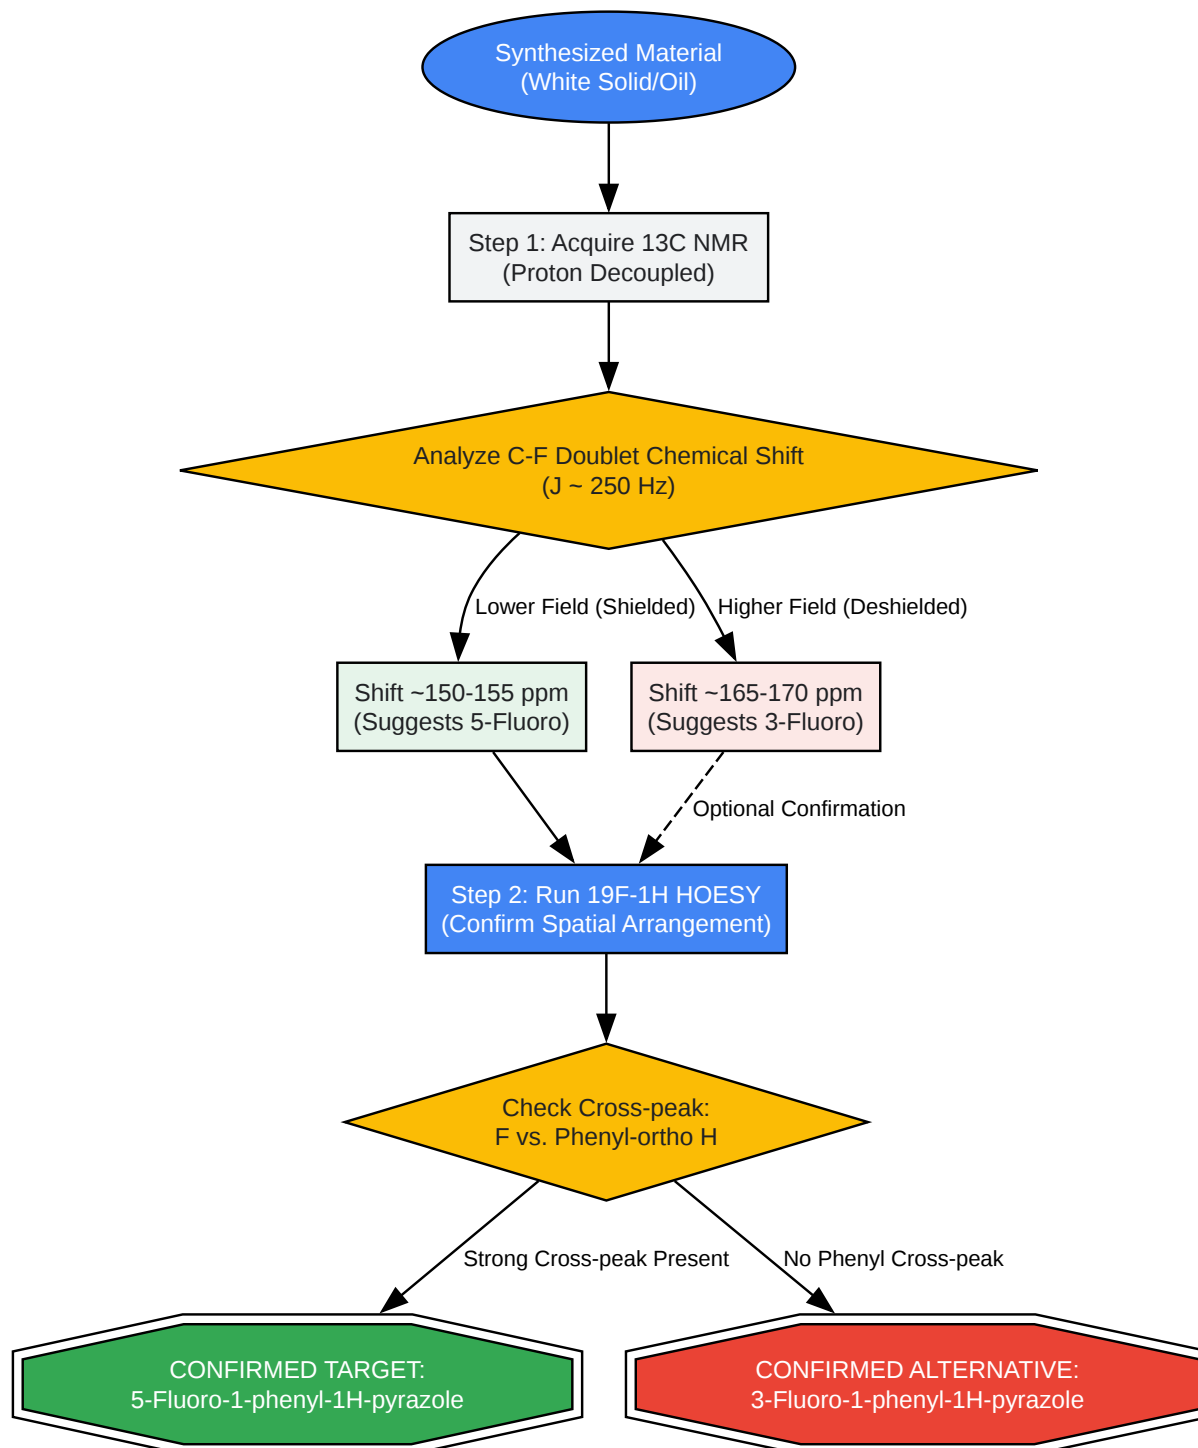 Synthesized Material
(White Solid/Oil)
Step 1: Acquire 13C NMR
(Proton Decoupled)
Analyze C-F Doublet Chemical Shift
(J ~ 250 Hz)
Lower Field (Shielded)
Higher Field (Deshielded)
Shift ~150-155 ppm
(Suggests 5-Fluoro)
Shift ~165-170 ppm
(Suggests 3-Fluoro)
Optional Confirmation
Step 2: Run 19F-1H HOESY
(Confirm Spatial Arrangement)
Check Cross-peak:
F vs. Phenyl-ortho H
Strong Cross-peak Present
No Phenyl Cross-peak
CONFIRMED TARGET:
5-Fluoro-1-phenyl-1H-pyrazole
CONFIRMED ALTERNATIVE:
3-Fluoro-1-phenyl-1H-pyrazole